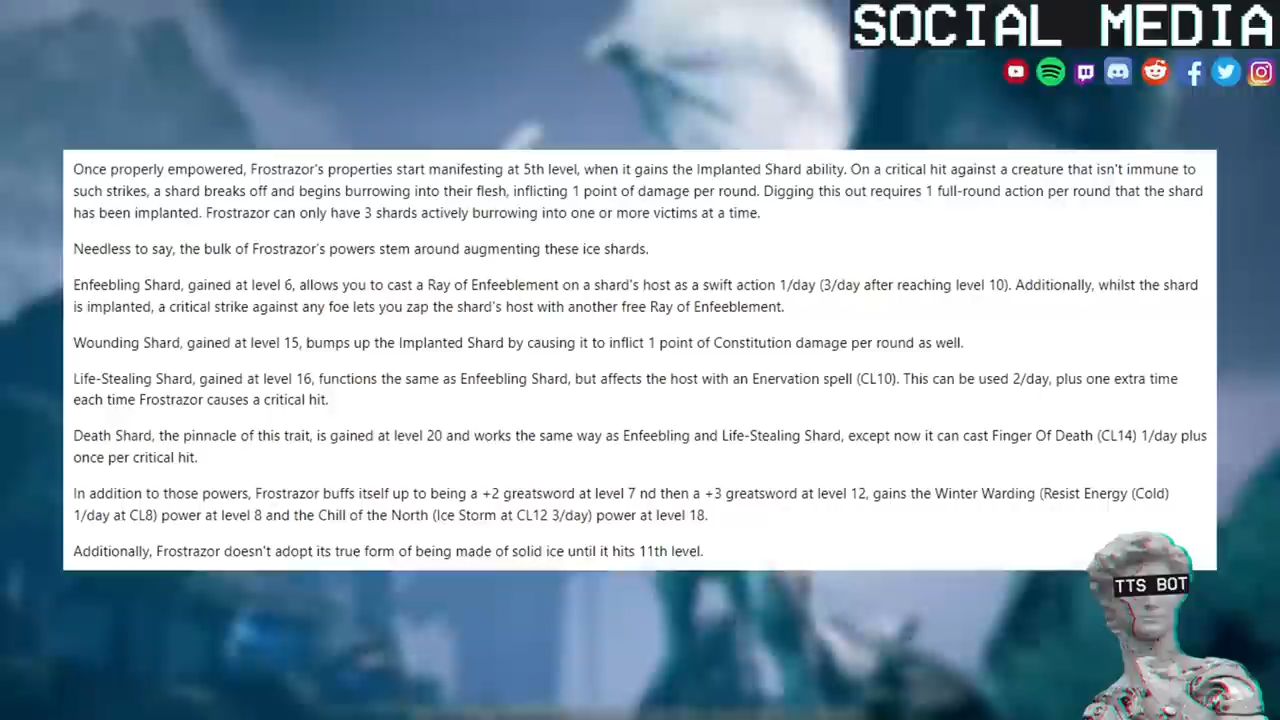 SOCIAL MEDIA
Once properly empowered, Frostrazor's properties start manifesting at 5th level, when it gains the Implanted Shard ability. On a critical hit against a creature that isn't immune to
such strikes, a shard breaks off and begins burrowing into their flesh, inflicting 1 point of damage per round. Digging this out requires 1 full-round action per round that the shard
has been implanted. Frostrazor can only have 3 shards actively burrowing into one or more victims at a time.
Needless to say, the bulk of Frostrazor's powers stem around augmenting these ice shards.
Enfeebling Shard, gained at level 6, allows you to cast a Ray of Enfeeblement on a shard's host as a swift action 1/day (3/day after reaching level 10). Additionally, whilst the shard
is implanted, a critical strike against any foe lets you zap the shard's host with another free Ray of Enfeeblement.
Wounding Shard, gained at level 15, bumps up the Implanted Shard by causing it to inflict 1 point of Constitution damage per round as well.
Life-Stealing Shard, gained at level 16, functions the same as Enfeebling Shard, but affects the host with an Enervation spell (CL10). This can be used 2/day, plus one extra time
each time Frostrazor causes a critical hit.
Death Shard, the pinnacle of this trait, is gained at level 20 and works the same way as Enfeebling and Life-Stealing Shard, except now it can cast Finger Of Death (CL14) 1/day plus
once per critical hit.
In addition to those powers, Frostrazor buffs itself up to being a +2 greatsword at level 7 nd then a +3 greatsword at level 12, gains the Winter Warding (Resist Energy (Cold)
1/day at CL8) power at level 8 and the Chill of the North (Ice Storm at CL12 3/day) power at level 18.
Additionally, Frostrazor doesn't adopt its true form of being made of solid ice until it hits 11th level.
TTS BOT